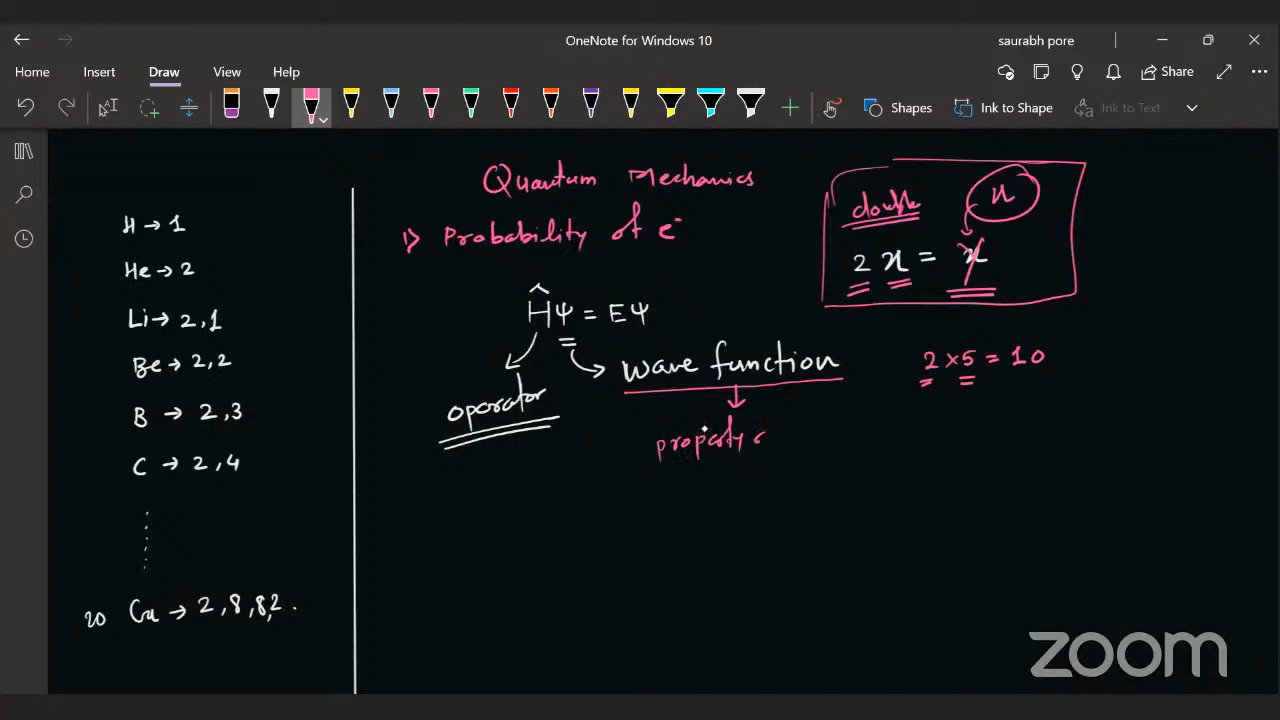 OneNote for Windows 10
saurabh pore
Home Insert Draw View Help
Share
Shapes
Ink to Shape
Ink to Text
H → 1
He → 2
Li → 2,1
Be → 2,2
B → 2,3
C → 2,4
20 Ca → 2,8,8,2.
Quantum Mechanics
1> Probability of e⁻
ĤΨ = EΨ
operator
wave function
property
double
x
2 x = x
2 × 5 = 10
zoom